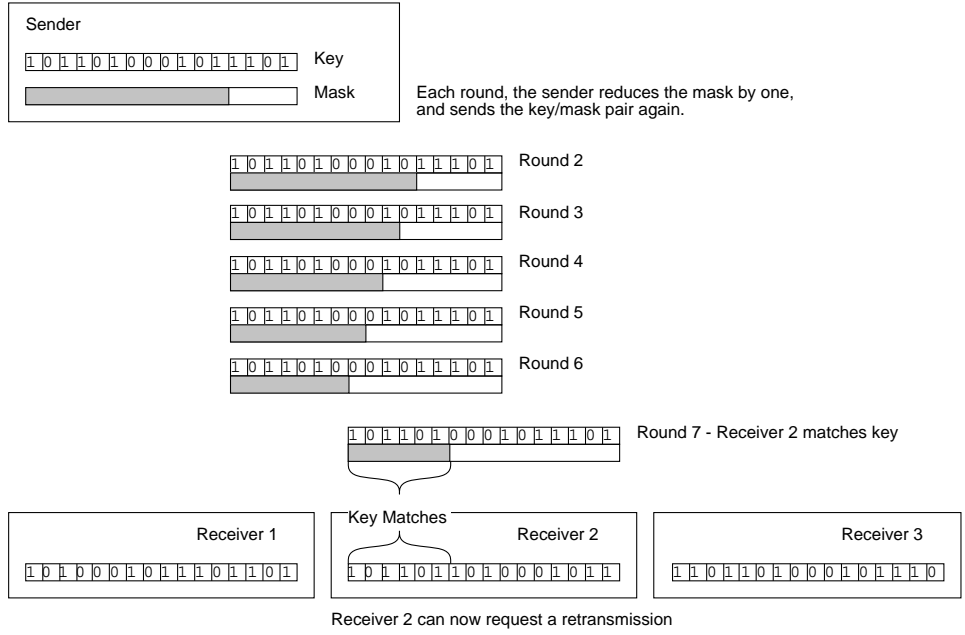 Sender
1 0 1 1 0 1 0 0 0 1 0 1 1 1 0 1 Key
Mask
Each round, the sender reduces the mask by one,
and sends the key/mask pair again.
1 0 1 1 0 1 0 0 0 1 0 1 1 1 0 1 Round 2
1 0 1 1 0 1 0 0 0 1 0 1 1 1 0 1 Round 3
1 0 1 1 0 1 0 0 0 1 0 1 1 1 0 1 Round 4
1 0 1 1 0 1 0 0 0 1 0 1 1 1 0 1 Round 5
1 0 1 1 0 1 0 0 0 1 0 1 1 1 0 1 Round 6
1 0 1 1 0 1 0 0 0 1 0 1 1 1 0 1 Round 7 - Receiver 2 matches key
Key Matches
Receiver 1
1 0 1 0 0 0 1 0 1 1 1 0 1 1 0 1
Receiver 2
1 0 1 1 0 1 1 0 1 0 0 0 1 0 1 1
Receiver 3
1 1 0 1 1 0 1 0 0 0 1 0 1 1 1 0
Receiver 2 can now request a retransmission